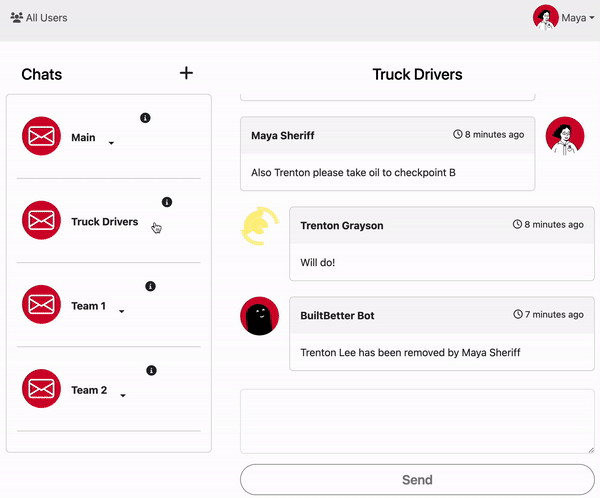 All Users
Maya
Chats
Main
Truck Drivers
Team 1
Team 2
Truck Drivers
Maya Sheriff
8 minutes ago
Also Trenton please take oil to checkpoint B
Trenton Grayson
8 minutes ago
Will do!
BuiltBetter Bot
7 minutes ago
Trenton Lee has been removed by Maya Sheriff
Send